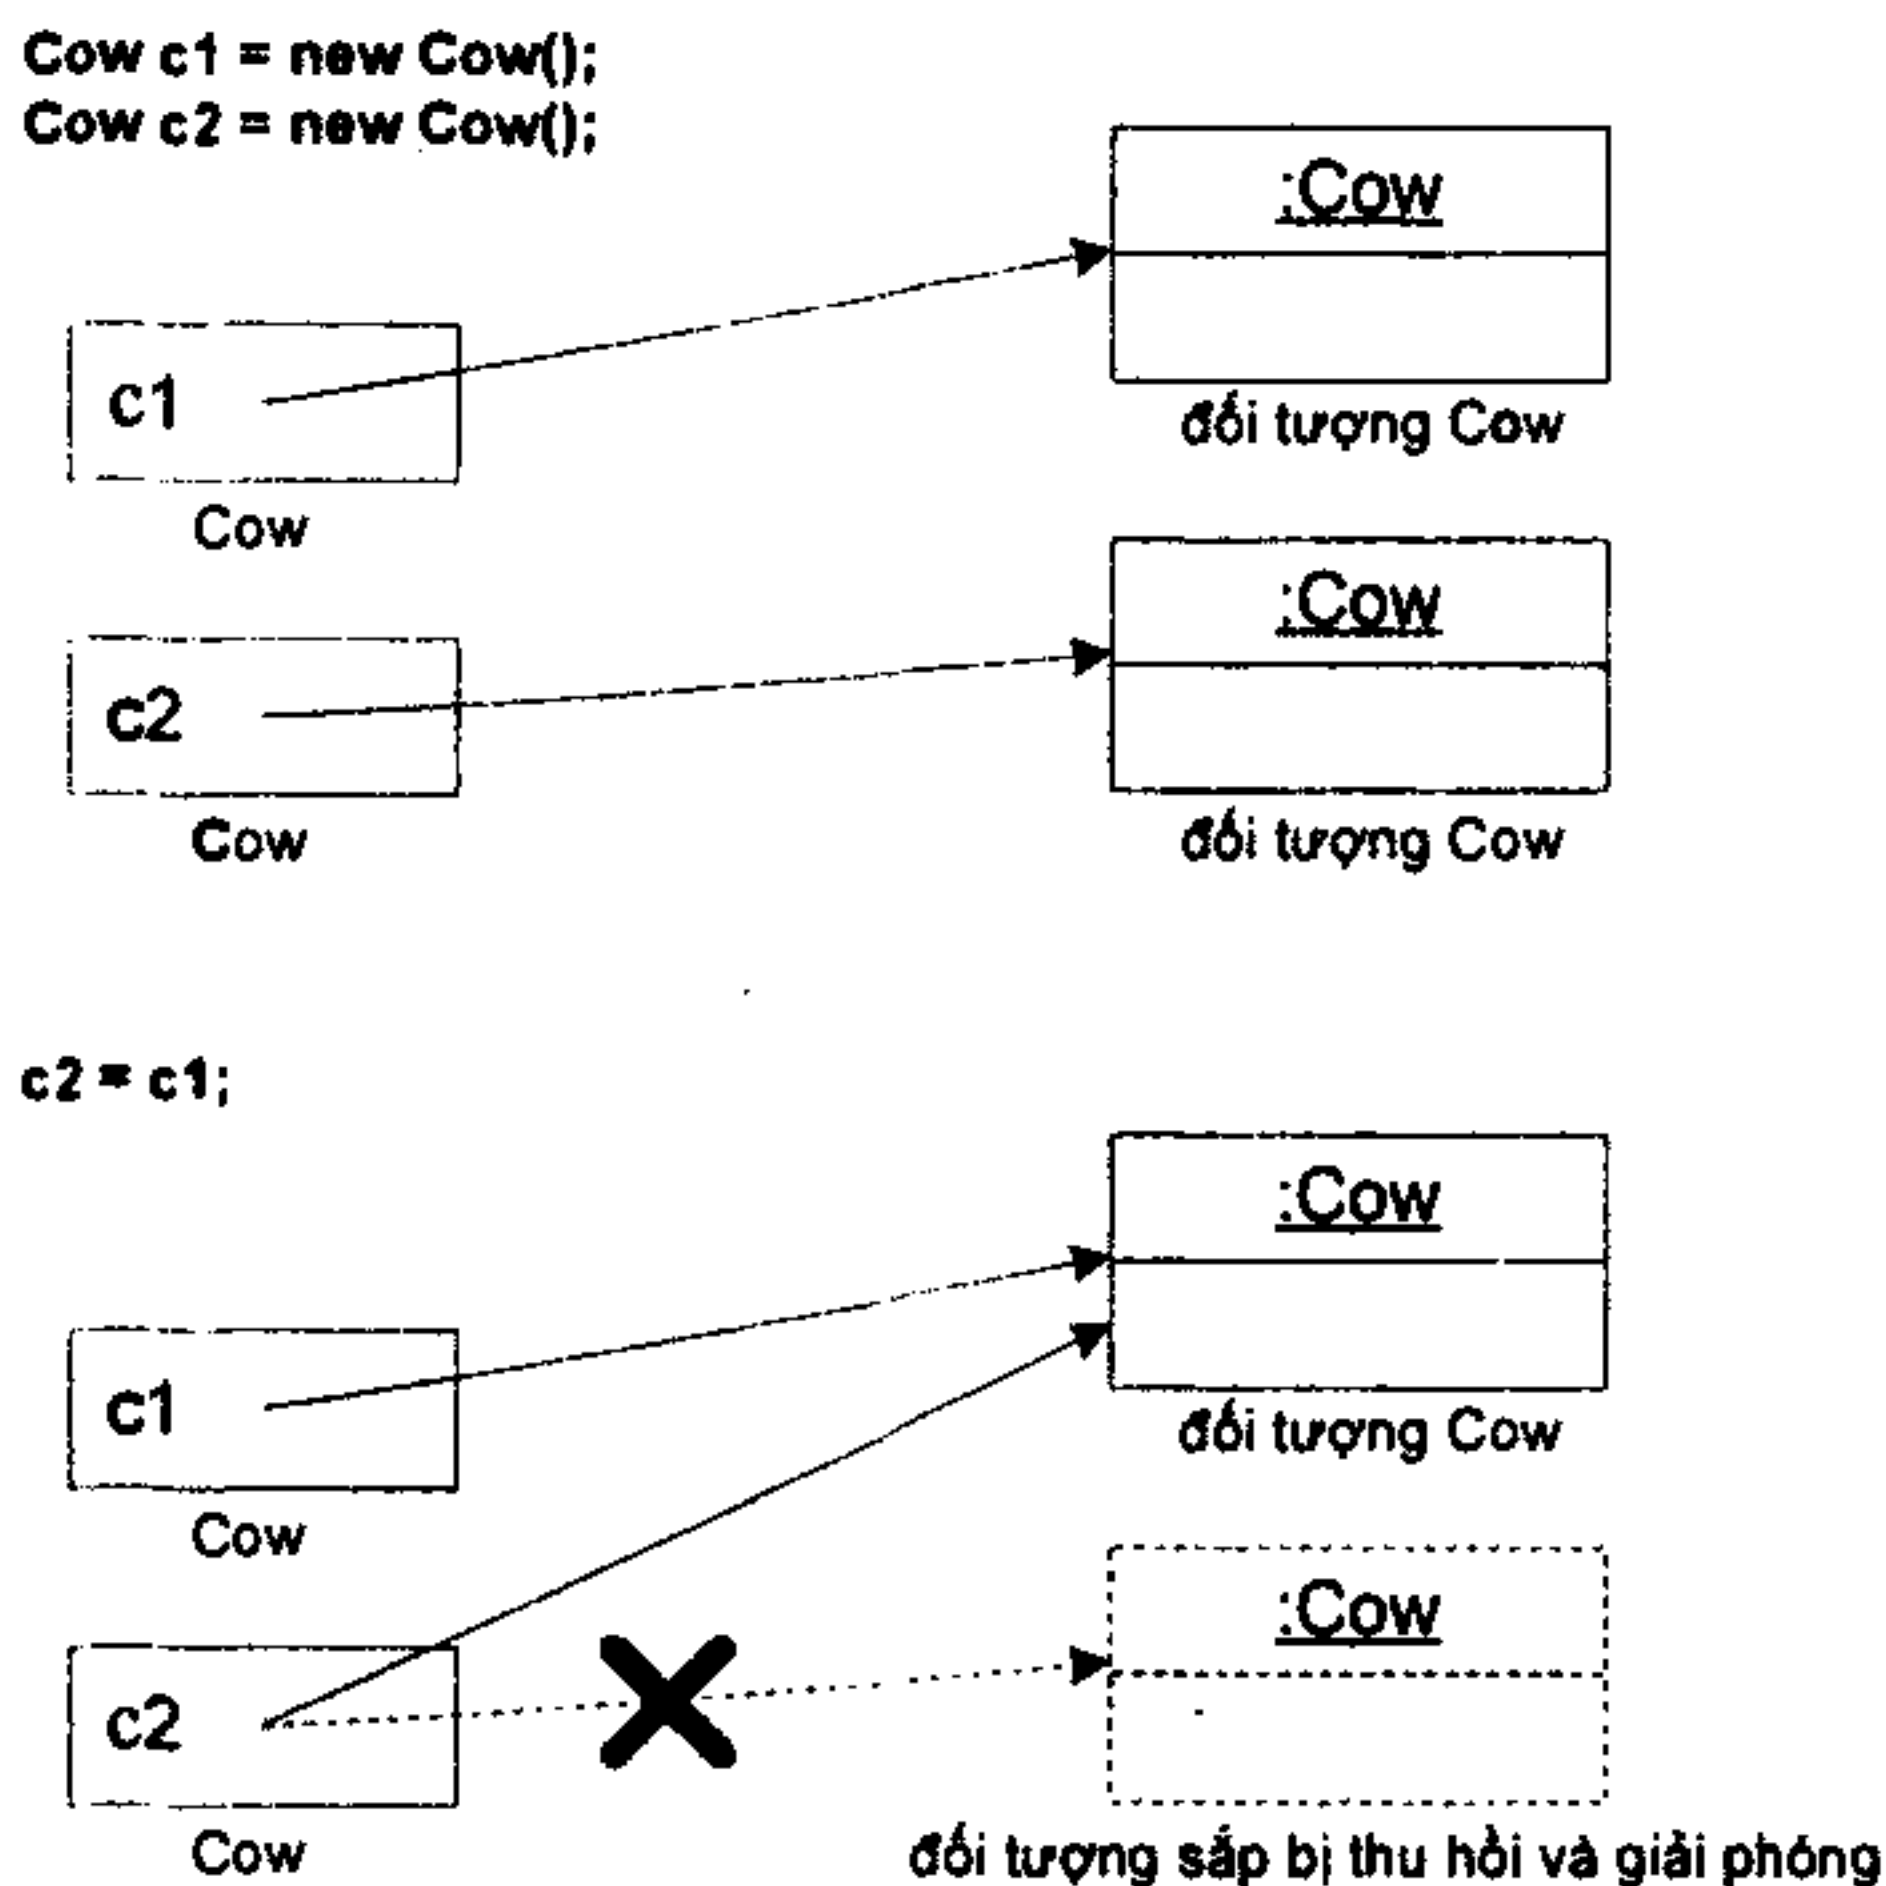 Cow c1 = new Cow();
Cow c2 = new Cow();
:Cow
c1
đối tượng Cow
Cow
:Cow
c2
đối tượng Cow
Cow
c2 = c1;
:Cow
c1
đối tượng Cow
Cow
:Cow
c2
đối tượng sắp bị thu hồi và giải phóng
Cow